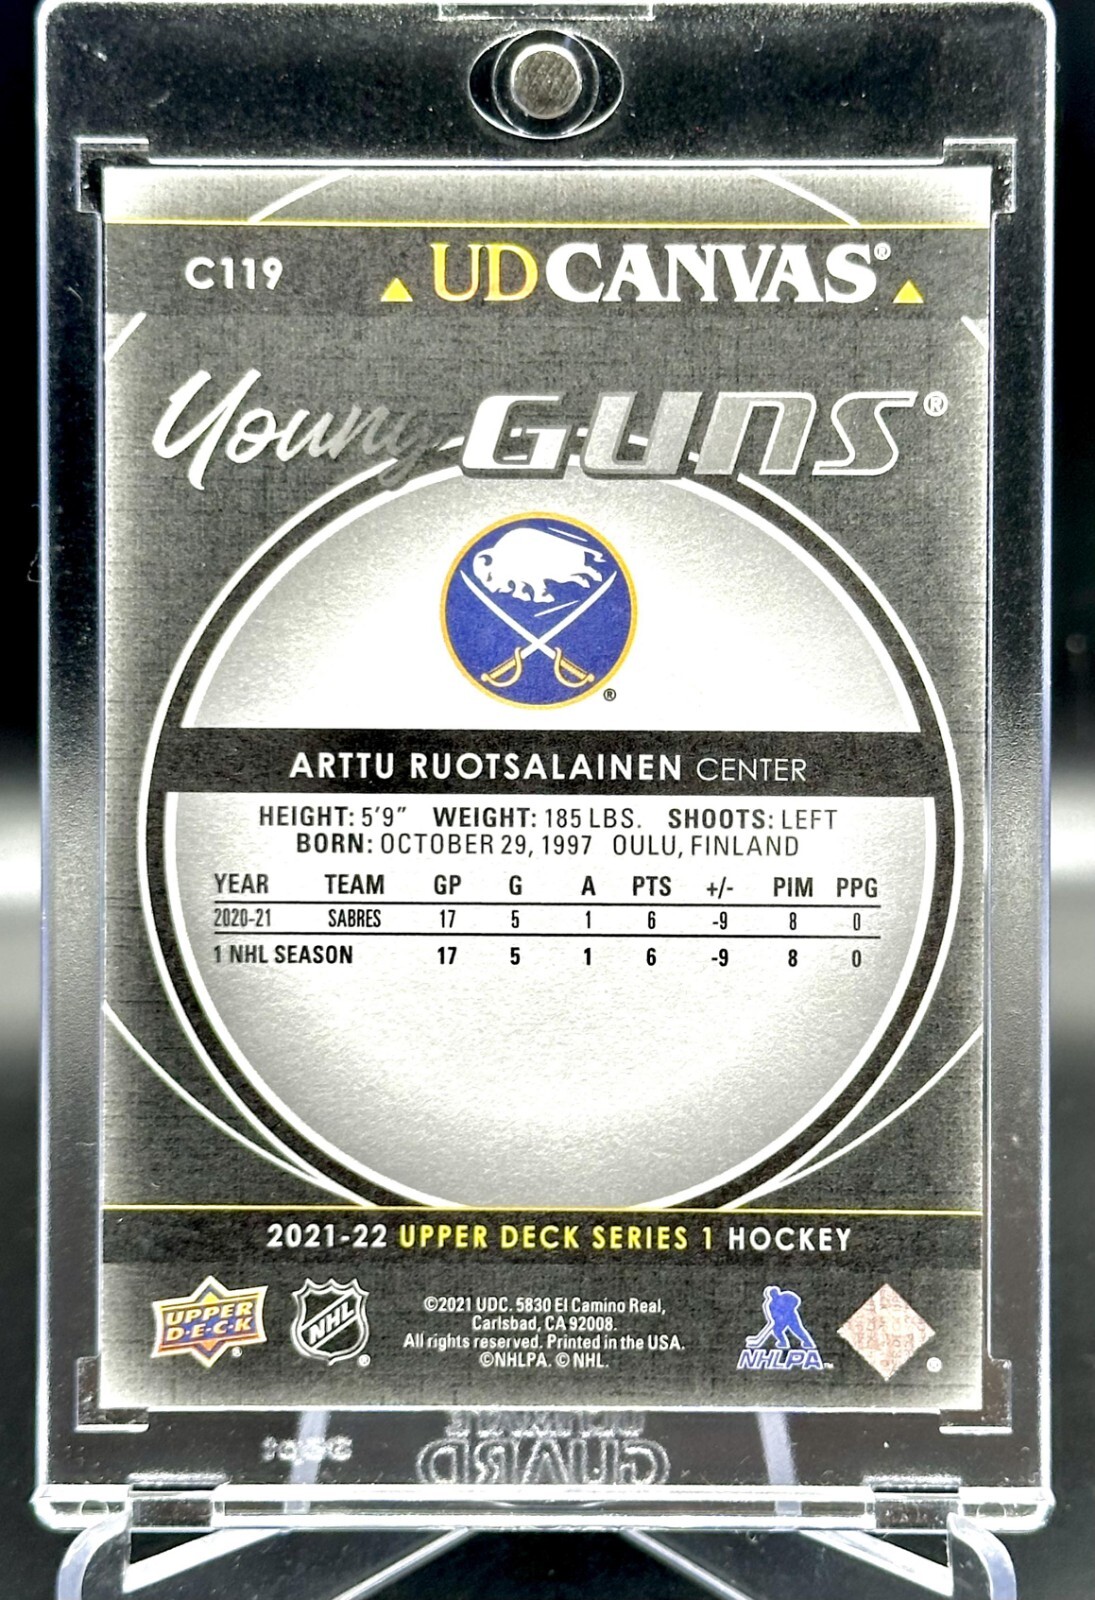 C119
UD CANVAS®
Young GUNS®
®
ARTTU RUOTSALAINEN CENTER
HEIGHT: 5'9" WEIGHT: 185 LBS. SHOOTS: LEFT
BORN: OCTOBER 29, 1997 OULU, FINLAND
YEAR TEAM GP G A PTS +/- PIM PPG
2020-21 SABRES 17 5 1 6 -9 8 0
1 NHL SEASON 17 5 1 6 -9 8 0
2021-22 UPPER DECK SERIES 1 HOCKEY
UPPER
D·E·C·K
®
NHL
®
©2021 UDC. 5830 El Camino Real,
Carlsbad, CA 92008.
All rights reserved. Printed in the USA.
©NHLPA. ©NHL.
NHLPA™
GUARD